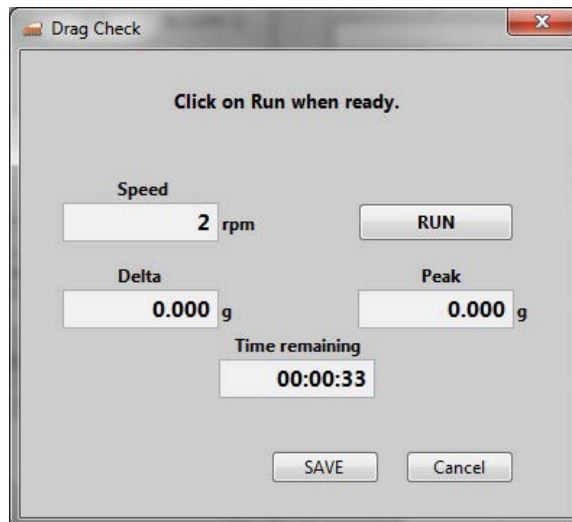 Drag Check
Click on Run when ready.
Speed
2 rpm
RUN
Delta
Peak
0.000 g
0.000 g
Time remaining
00:00:33
SAVE
Cancel